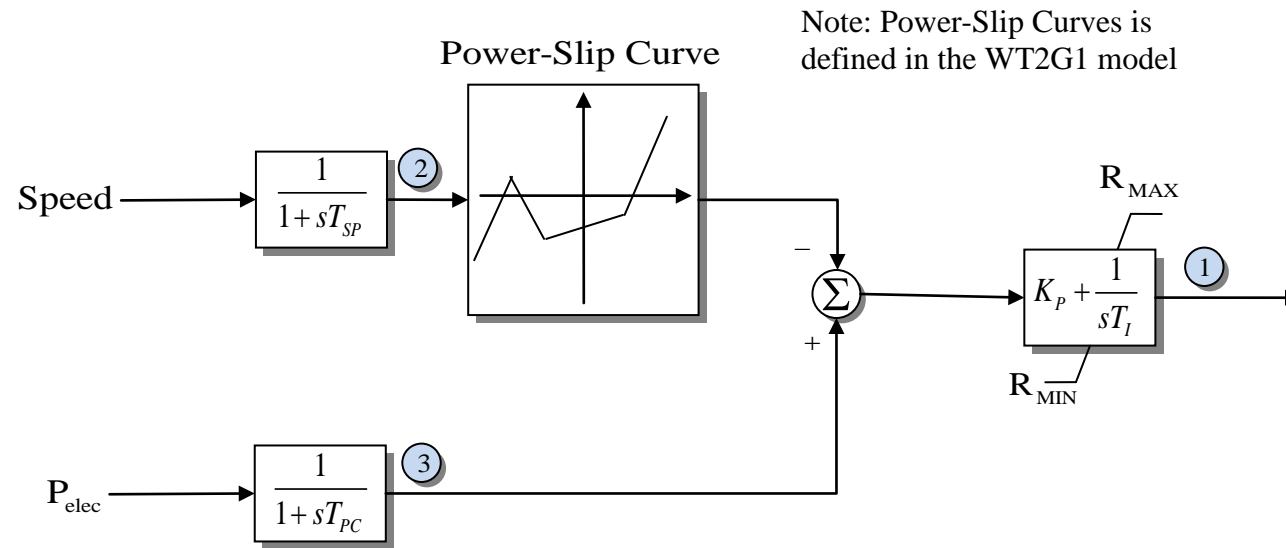 Note: Power-Slip Curves is
defined in the WT2G1 model
Power-Slip Curve
Speed
1
1 + sT_SP
2
−
+
Σ
R_MAX
K_P + 1
sT_I
R_MIN
1
P_elec
1
1 + sT_PC
3